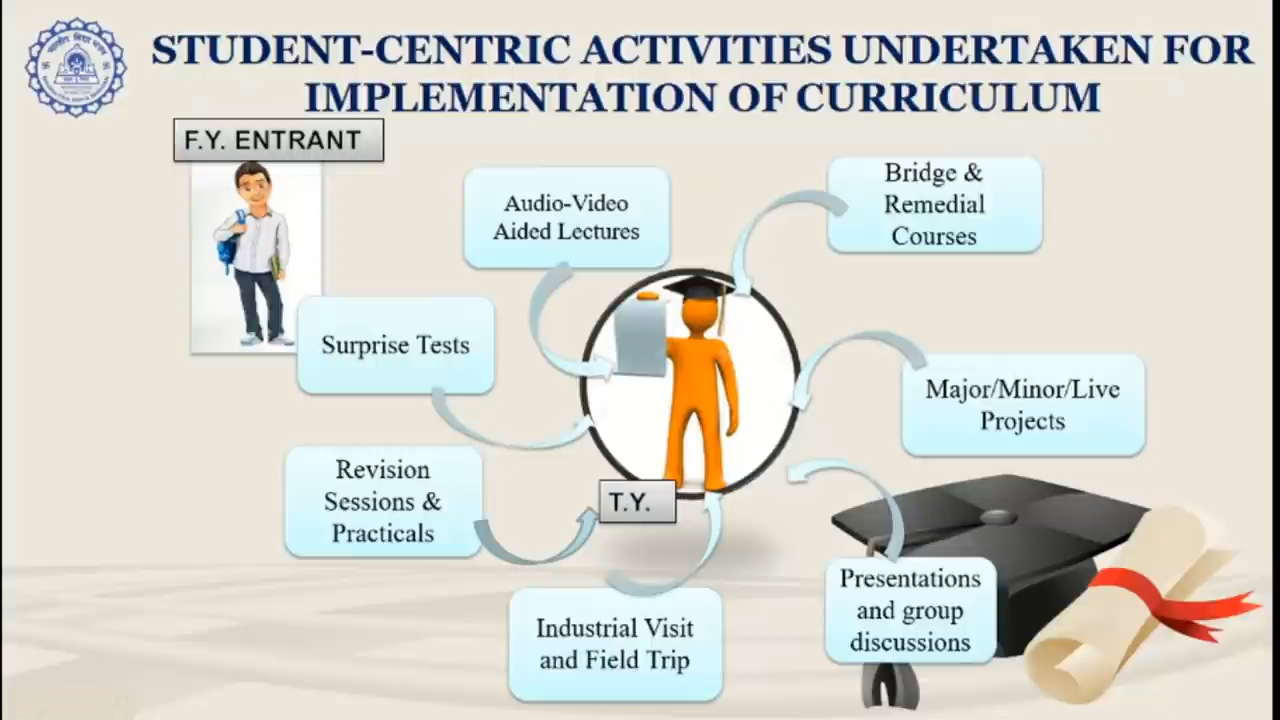 STUDENT-CENTRIC ACTIVITIES UNDERTAKEN FOR
IMPLEMENTATION OF CURRICULUM
F.Y. ENTRANT
Audio-Video
Aided Lectures
Bridge &
Remedial
Courses
Surprise Tests
Major/Minor/Live
Projects
Revision
Sessions &
Practicals
T.Y.
Industrial Visit
and Field Trip
Presentations
and group
discussions